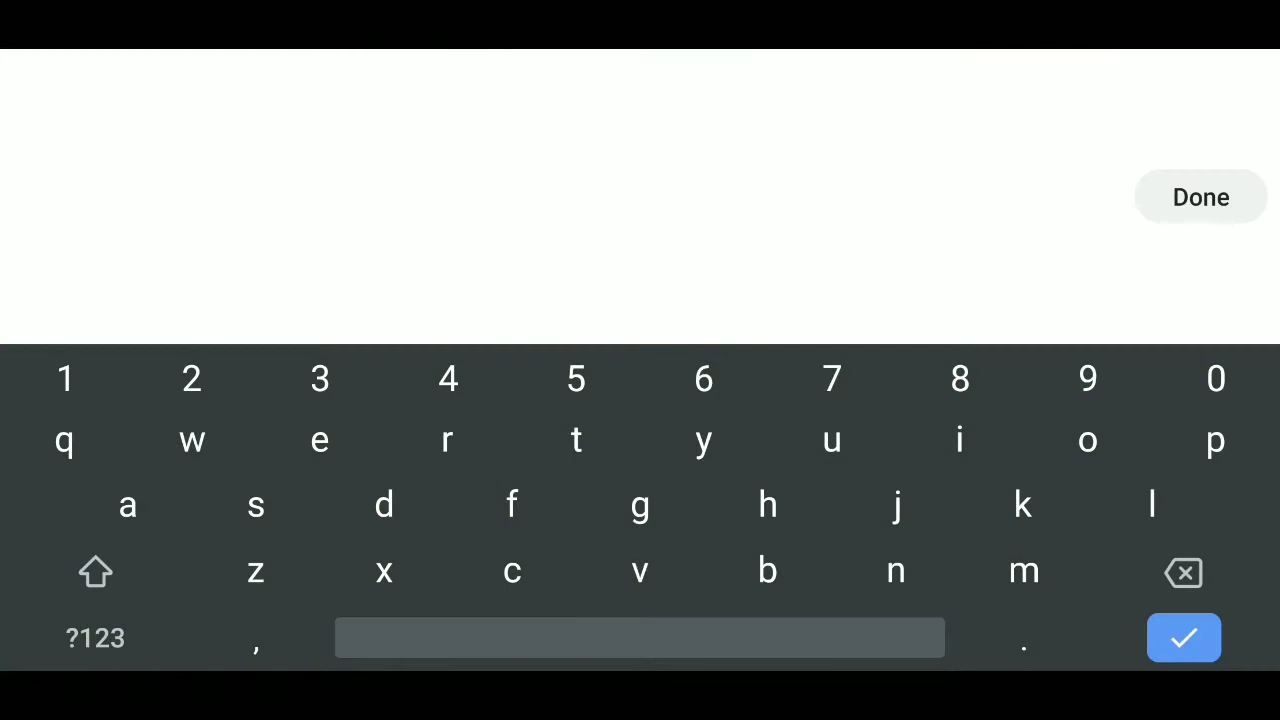 Done
1 2 3 4 5 6 7 8 9 0
q w e r t y u i o p
a s d f g h j k l
z x c v b n m
?123 , .